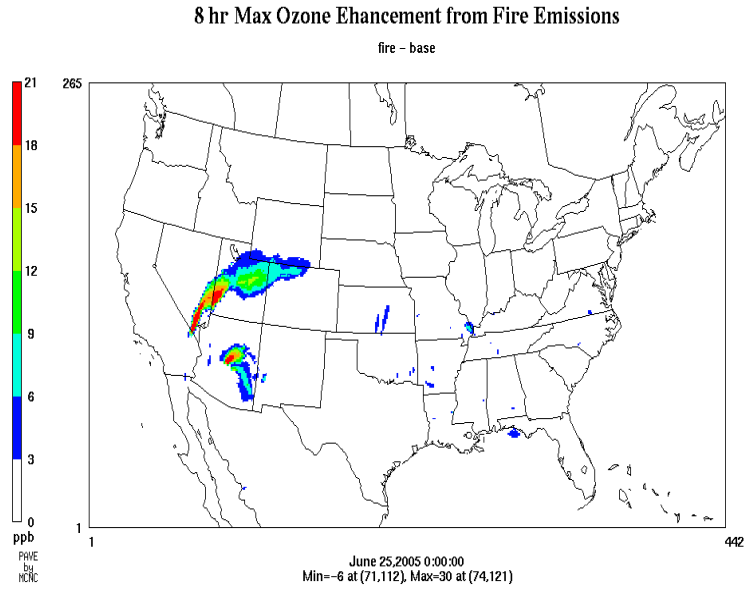 8 hr Max Ozone Ehancement from Fire Emissions
fire – base
21
18
15
12
9
6
3
0
ppb
PAVE
by
MCNC
265
1
1
442
June 25,2005 0:00:00
Min=−6 at (71,112), Max=30 at (74,121)